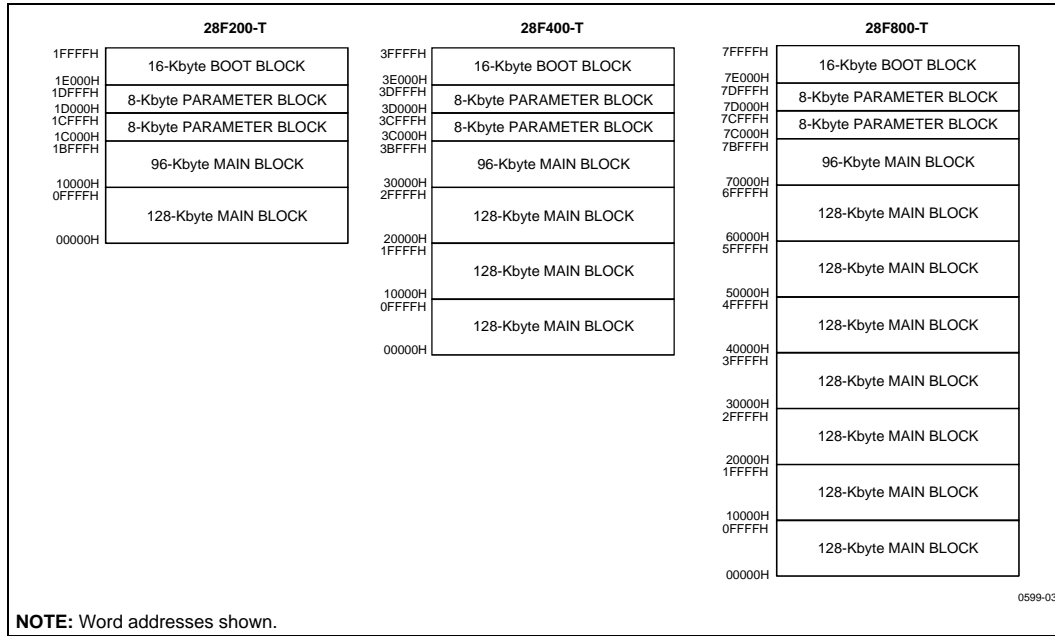 28F200-T
1FFFFH
16-Kbyte BOOT BLOCK
1E000H
1DFFFH
8-Kbyte PARAMETER BLOCK
1D000H
1CFFFH
8-Kbyte PARAMETER BLOCK
1C000H
1BFFFH
96-Kbyte MAIN BLOCK
10000H
0FFFFH
128-Kbyte MAIN BLOCK
00000H
28F400-T
3FFFFH
16-Kbyte BOOT BLOCK
3E000H
3DFFFH
8-Kbyte PARAMETER BLOCK
3D000H
3CFFFH
8-Kbyte PARAMETER BLOCK
3C000H
3BFFFH
96-Kbyte MAIN BLOCK
30000H
2FFFFH
128-Kbyte MAIN BLOCK
20000H
1FFFFH
128-Kbyte MAIN BLOCK
10000H
0FFFFH
128-Kbyte MAIN BLOCK
00000H
28F800-T
7FFFFH
16-Kbyte BOOT BLOCK
7E000H
7DFFFH
8-Kbyte PARAMETER BLOCK
7D000H
7CFFFH
8-Kbyte PARAMETER BLOCK
7C000H
7BFFFH
96-Kbyte MAIN BLOCK
70000H
6FFFFH
128-Kbyte MAIN BLOCK
60000H
5FFFFH
128-Kbyte MAIN BLOCK
50000H
4FFFFH
128-Kbyte MAIN BLOCK
40000H
3FFFFH
128-Kbyte MAIN BLOCK
30000H
2FFFFH
128-Kbyte MAIN BLOCK
20000H
1FFFFH
128-Kbyte MAIN BLOCK
10000H
0FFFFH
128-Kbyte MAIN BLOCK
00000H
0599-03
NOTE: Word addresses shown.